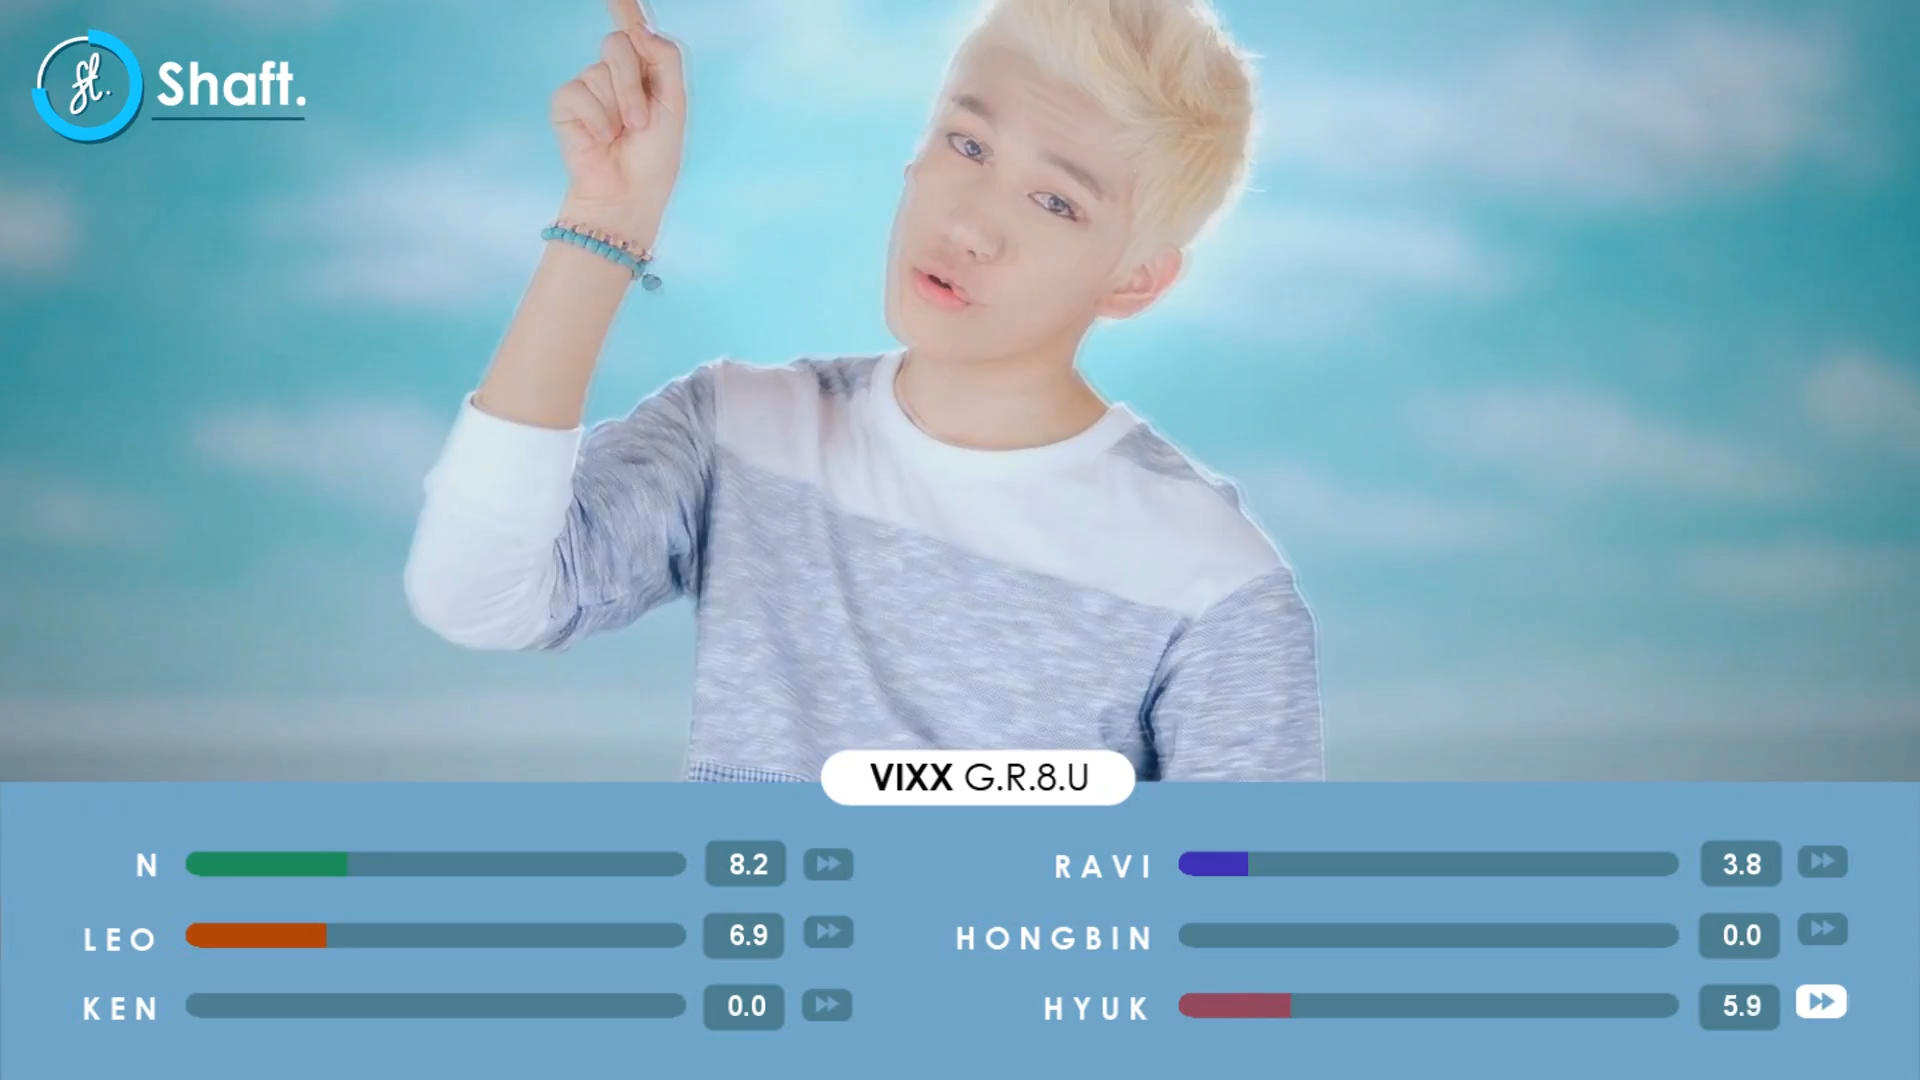 ft.
Shaft.
VIXX G.R.8.U
N 8.2
LEO 6.9
KEN 0.0
RAVI 3.8
HONGBIN 0.0
HYUK 5.9